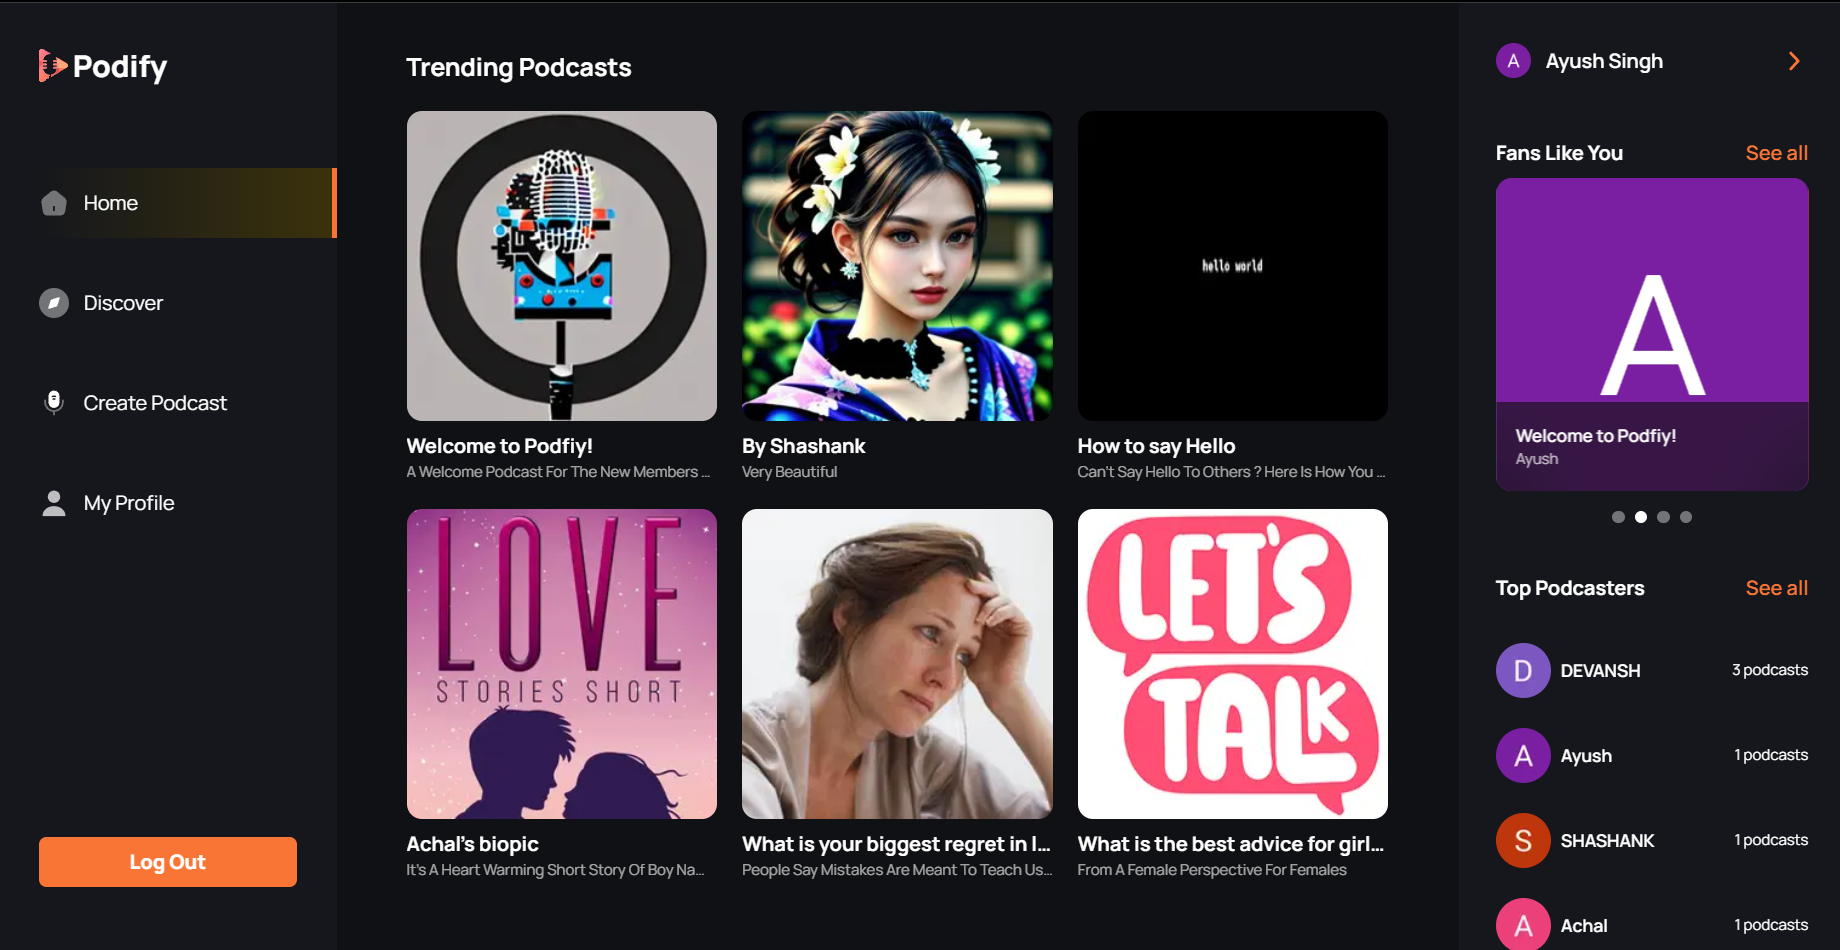 Podify
Home
Discover
Create Podcast
My Profile
Log Out
Trending Podcasts
Welcome to Podfiy!
A Welcome Podcast For The New Members ...
By Shashank
Very Beautiful
hello world
How to say Hello
Can't Say Hello To Others ? Here Is How You ...
LOVE
STORIES SHORT
Achal's biopic
It's A Heart Warming Short Story Of Boy Na...
What is your biggest regret in l...
People Say Mistakes Are Meant To Teach Us...
LET'S
TALK
What is the best advice for girl...
From A Female Perspective For Females
A
Ayush Singh
Fans Like You
See all
A
Welcome to Podfiy!
Ayush
Top Podcasters
See all
D
DEVANSH
3 podcasts
A
Ayush
1 podcasts
S
SHASHANK
1 podcasts
A
Achal
1 podcasts